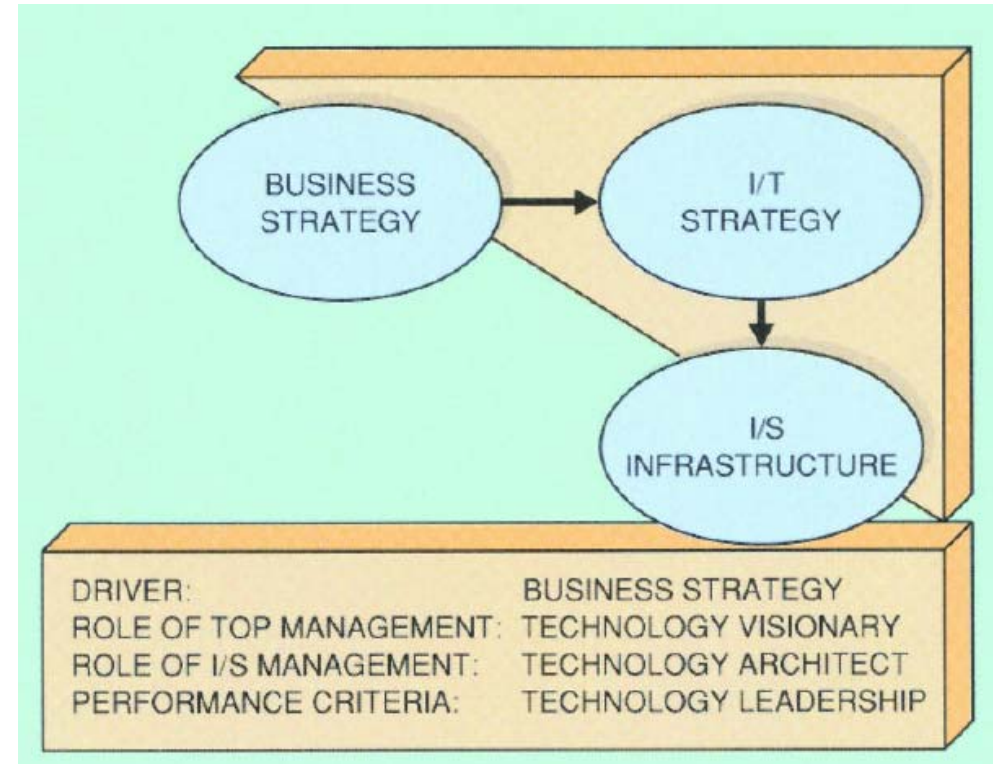 BUSINESS
STRATEGY
I/T
STRATEGY
I/S
INFRASTRUCTURE
DRIVER: BUSINESS STRATEGY
ROLE OF TOP MANAGEMENT: TECHNOLOGY VISIONARY
ROLE OF I/S MANAGEMENT: TECHNOLOGY ARCHITECT
PERFORMANCE CRITERIA: TECHNOLOGY LEADERSHIP